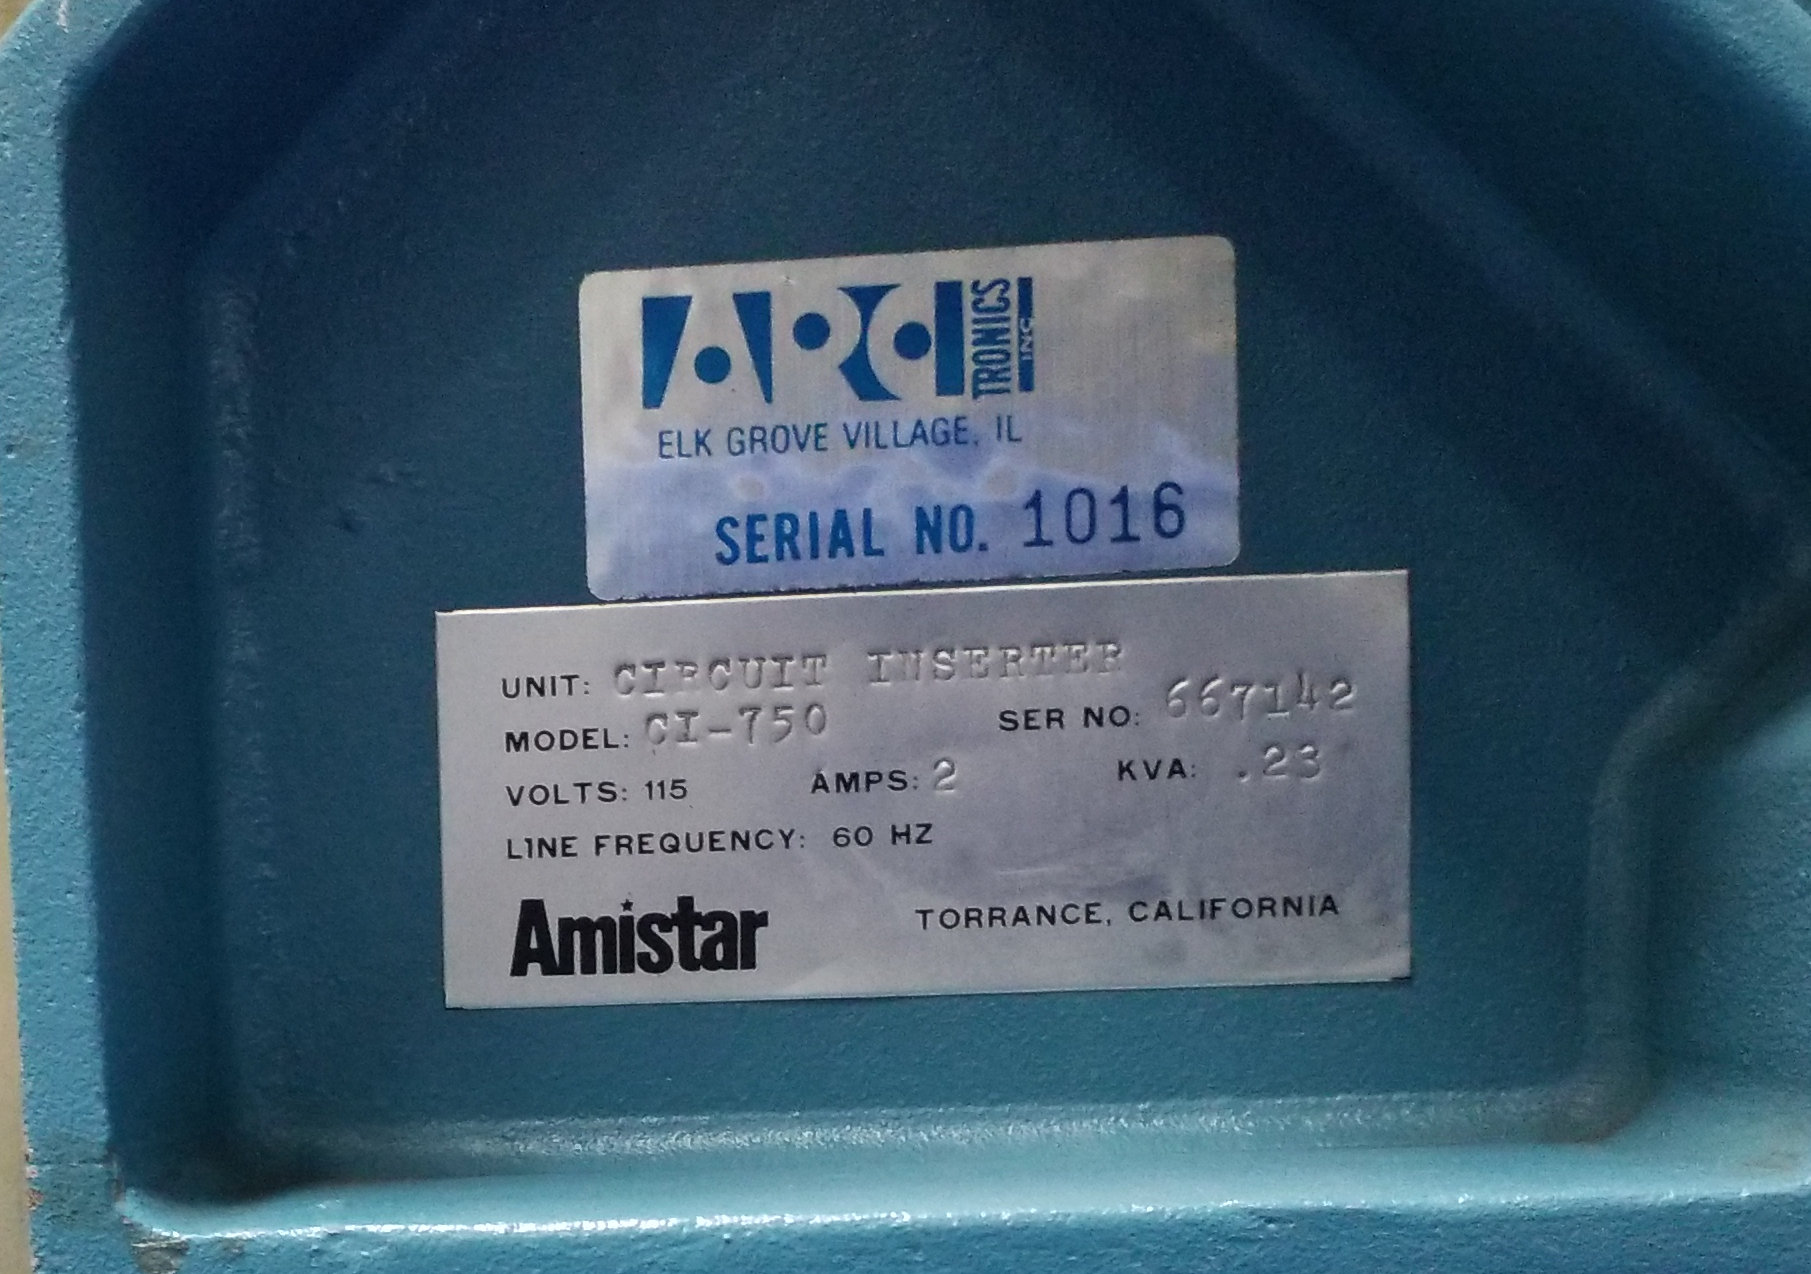 ARC TRONICS INC
ELK GROVE VILLAGE, IL
SERIAL NO. 1016
UNIT: CIRCUIT INSERTER
MODEL: CI-750 SER NO: 667142
VOLTS: 115 AMPS: 2 KVA: .23
LINE FREQUENCY: 60 HZ
Amistar TORRANCE, CALIFORNIA